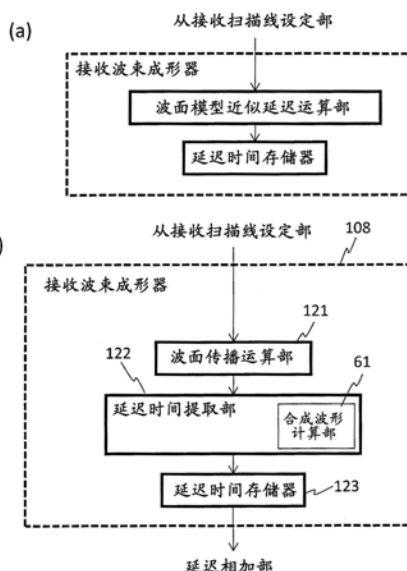 (a)
从接收扫描线设定部
接收波束成形器
波面模型近似延迟运算部
延迟时间存储器
)
从接收扫描线设定部
108
接收波束成形器
121
波面传播运算部
122
61
延迟时间提取部
合成波形
计算部
延迟时间存储器
123
延迟相加部